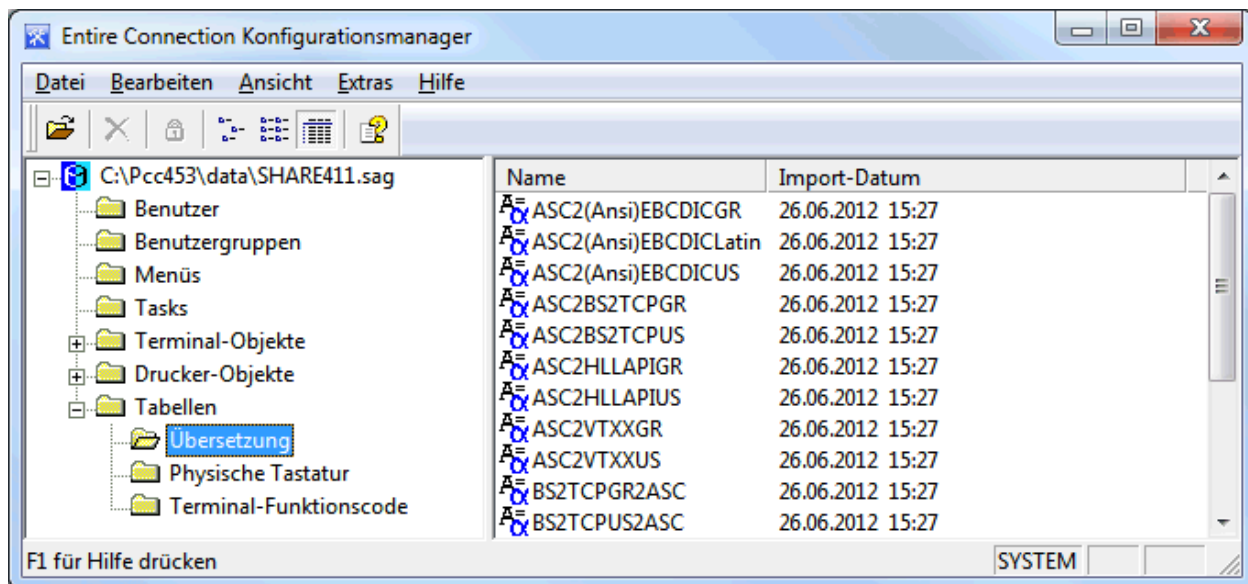 Entire Connection Konfigurationsmanager
Datei Bearbeiten Ansicht Extras Hilfe
C:\Pcc453\data\SHARE411.sag
Benutzer
Benutzergruppen
Menüs
Tasks
Terminal-Objekte
Drucker-Objekte
Tabellen
Übersetzung
Physische Tastatur
Terminal-Funktionscode
Name Import-Datum
ASC2(Ansi)EBCDICGR 26.06.2012 15:27
ASC2(Ansi)EBCDICLatin 26.06.2012 15:27
ASC2(Ansi)EBCDICUS 26.06.2012 15:27
ASC2BS2TCPGR 26.06.2012 15:27
ASC2BS2TCPUS 26.06.2012 15:27
ASC2HLLAPIGR 26.06.2012 15:27
ASC2HLLAPIUS 26.06.2012 15:27
ASC2VTXXGR 26.06.2012 15:27
ASC2VTXXUS 26.06.2012 15:27
BS2TCPGR2ASC 26.06.2012 15:27
BS2TCPUS2ASC 26.06.2012 15:27
F1 für Hilfe drücken SYSTEM